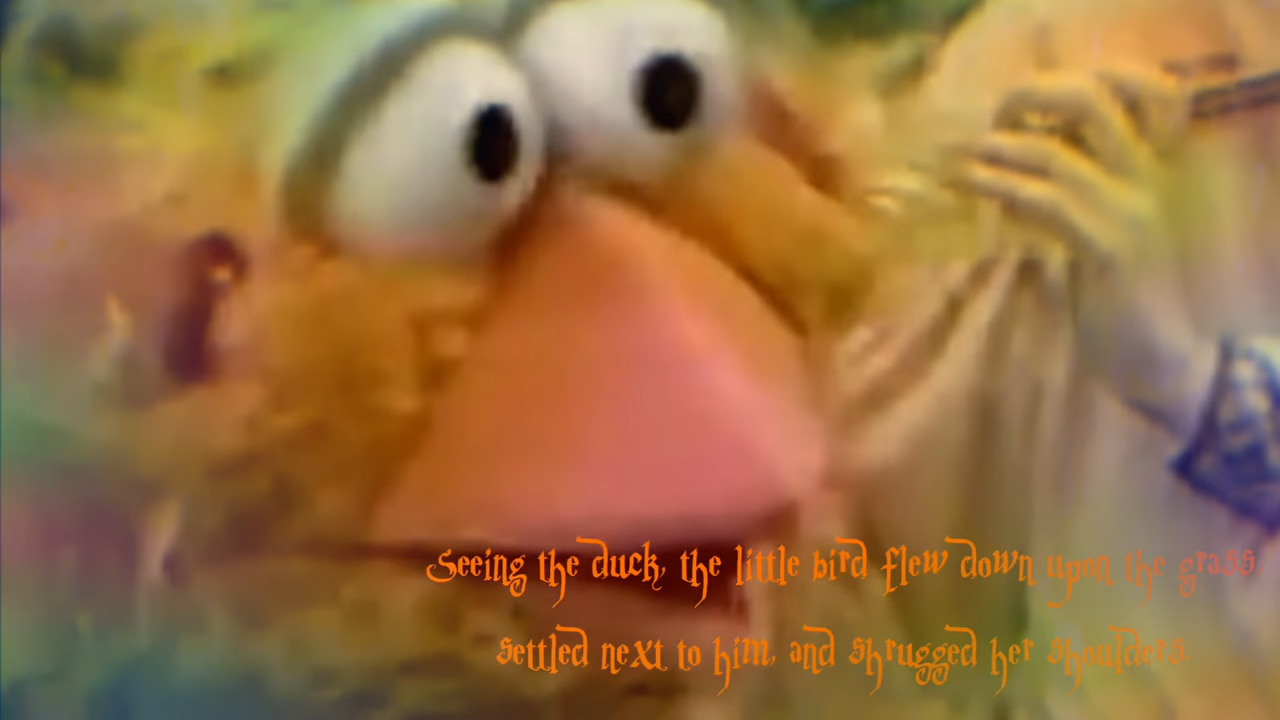 Seeing the duck, the little bird flew down upon the grass,
settled next to him, and shrugged her shoulders.